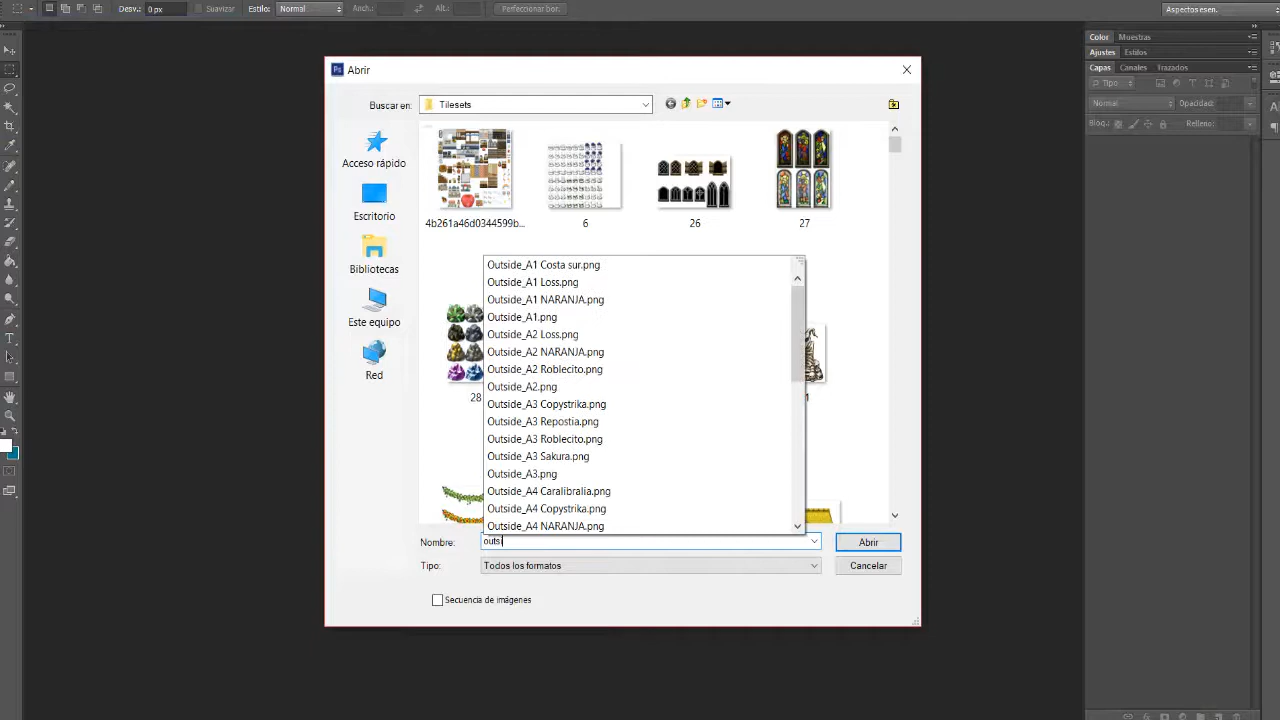 Desv.: 0 px Suavizar Estilo: Normal Anch.: Alt.: Perfeccionar bor. Aspectos esen.
Ps Abrir
Buscar en: Tilesets
Acceso rápido
Escritorio
Bibliotecas
Este equipo
Red
4b261a46d0344599b... 6 26 27
28
Outside_A1 Costa sur.png
Outside_A1 Loss.png
Outside_A1 NARANJA.png
Outside_A1.png
Outside_A2 Loss.png
Outside_A2 NARANJA.png
Outside_A2 Roblecito.png
Outside_A2.png
Outside_A3 Copystrika.png
Outside_A3 Repostia.png
Outside_A3 Roblecito.png
Outside_A3 Sakura.png
Outside_A3.png
Outside_A4 Caralibralia.png
Outside_A4 Copystrika.png
Outside_A4 NARANJA.png
Nombre: outsi Abrir
Tipo: Todos los formatos Cancelar
Secuencia de imágenes
Color Muestras
Ajustes Estilos
Capas Canales Trazados
Tipo
Normal Opacidad:
Bloq.: Relleno: